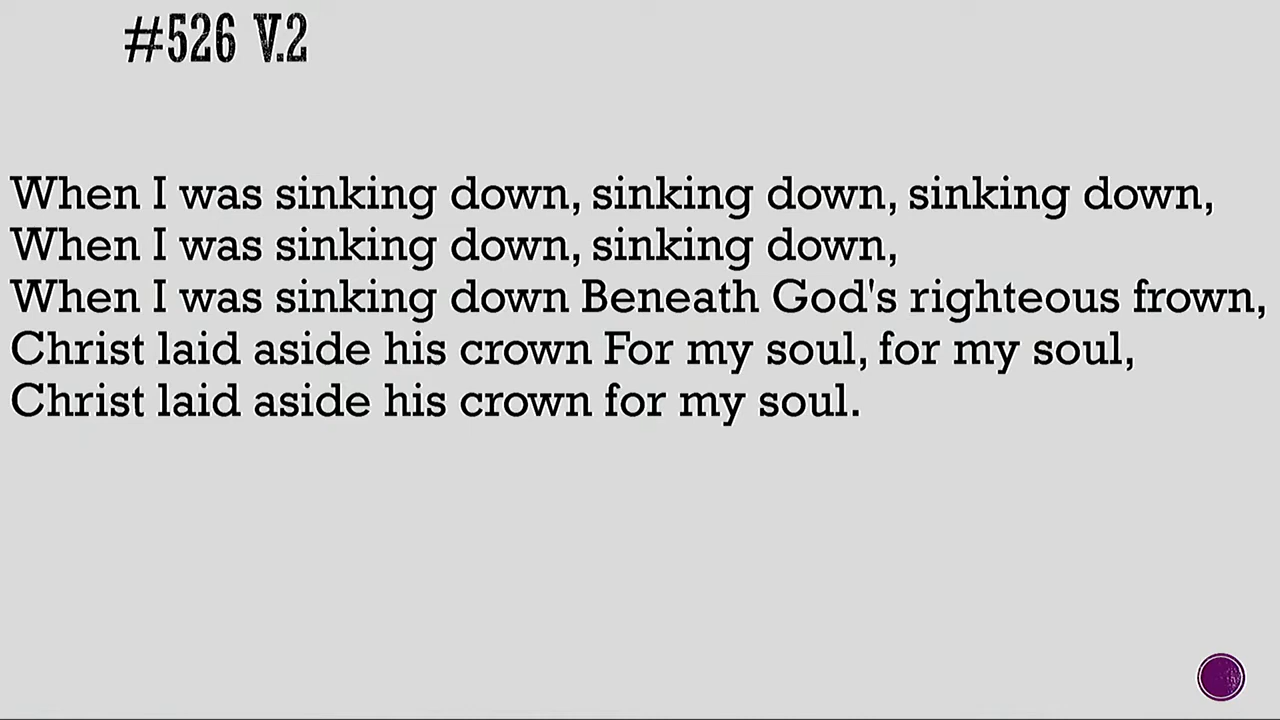 #526 V.2
When I was sinking down, sinking down, sinking down,
When I was sinking down, sinking down,
When I was sinking down Beneath God's righteous frown,
Christ laid aside his crown For my soul, for my soul,
Christ laid aside his crown for my soul.